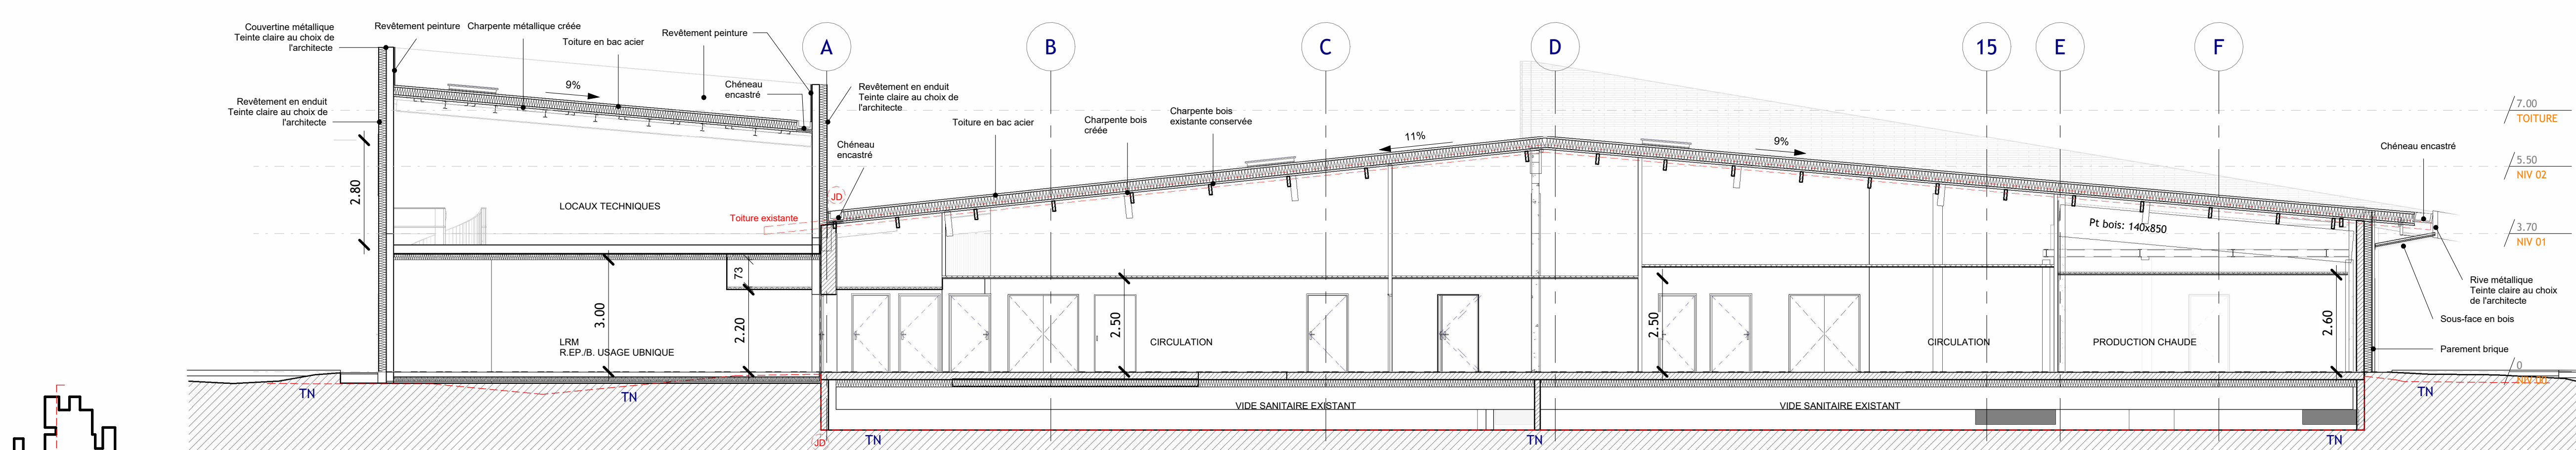 Couvertine métallique
Teinte claire au choix de
l'architecte
Revêtement peinture
Charpente métallique créée
Toiture en bac acier
Revêtement peinture
A
B
C
D
15
E
F
9%
Chéneau
encastré
Revêtement en enduit
Teinte claire au choix de
l'architecte
Revêtement en enduit
Teinte claire au choix de
l'architecte
Toiture en bac acier
Charpente bois
créée
Charpente bois
existante conservée
11%
9%
7.00
TOITURE
Chéneau
encastré
Chéneau encastré
5.50
NIV 02
2.80
LOCAUX TECHNIQUES
JD
Toiture existante
Pt bois: 140x850
3.70
NIV 01
73
3.00
2.20
2.50
2.50
2.60
Rive métallique
Teinte claire au choix
de l'architecte
Sous-face en bois
LRM
R.EP./B. USAGE UBNIQUE
CIRCULATION
CIRCULATION
PRODUCTION CHAUDE
Parement brique
0
TN
TN
TN
VIDE SANITAIRE EXISTANT
VIDE SANITAIRE EXISTANT
JD
TN
TN
TN